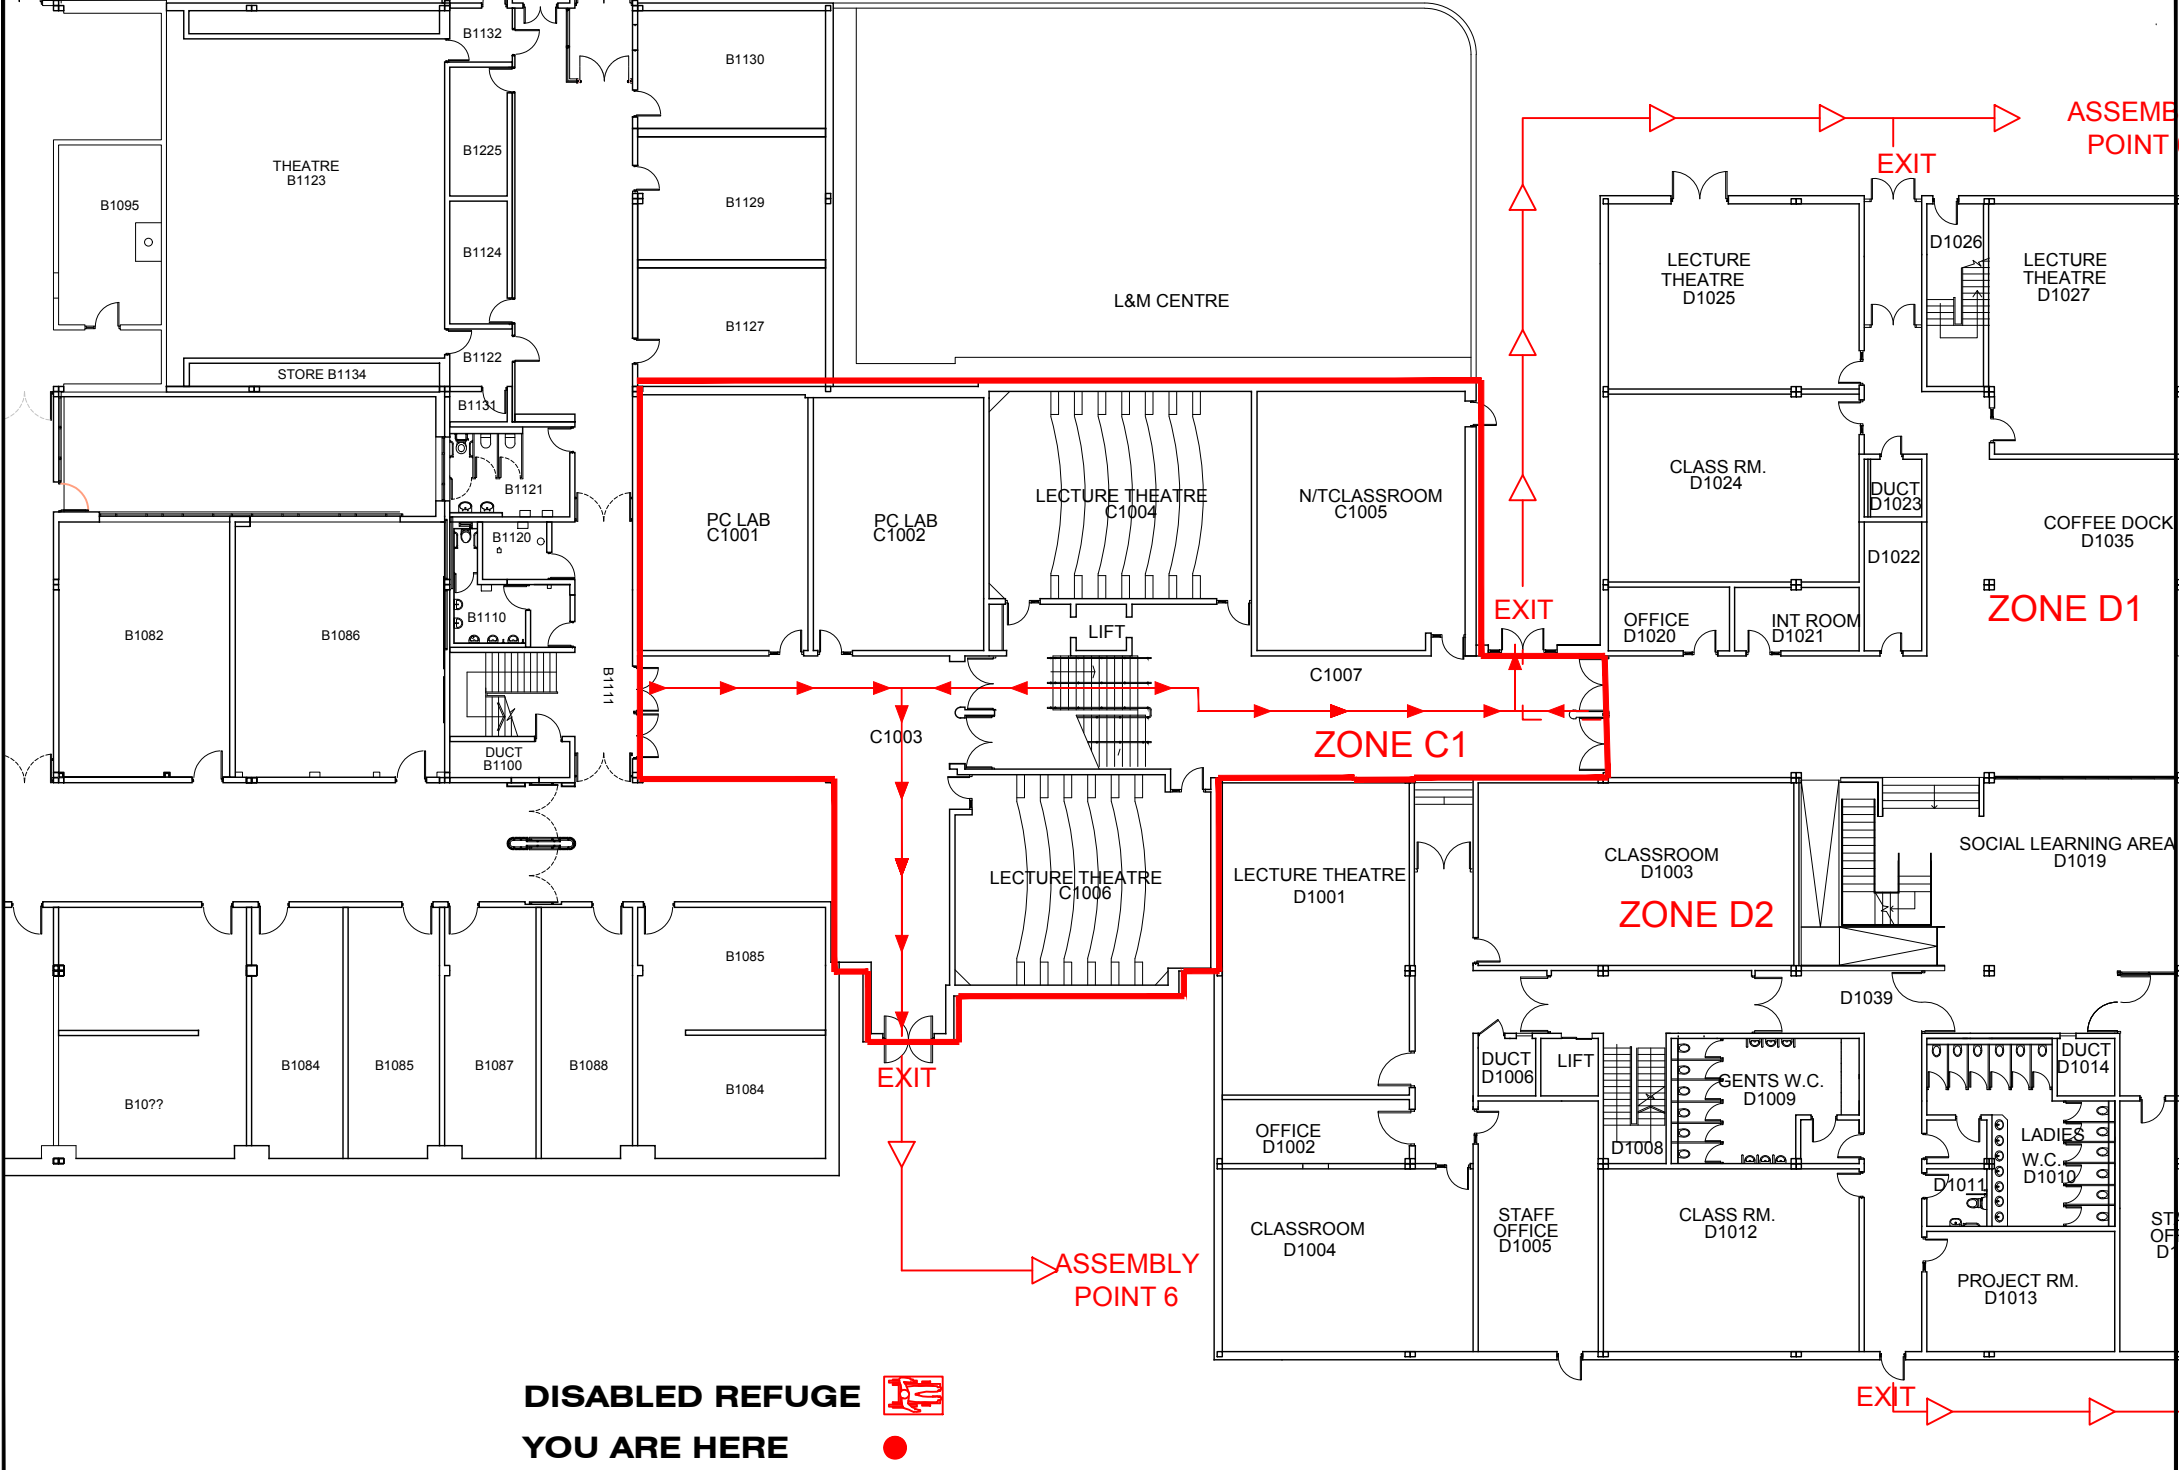 B1132
B1130
ASSEMB
POINT
EXIT
B1225
THEATRE
B1123
B1129
B1095
B1124
D1026
LECTURE
THEATRE
D1025
LECTURE
THEATRE
D1027
L&M CENTRE
B1127
B1122
STORE B1134
B1131
CLASS RM.
D1024
B1121
LECTURE THEATRE
C1004
N/TCLASSROOM
C1005
DUCT
D1023
PC LAB
C1001
PC LAB
C1002
COFFEE DOCK
D1035
B1120
D1022
B1110
EXIT
ZONE D1
B1082
B1086
LIFT
OFFICE
D1020
INT ROOM
D1021
B1111
C1007
C1003
ZONE C1
DUCT
B1100
SOCIAL LEARNING AREA
D1019
LECTURE THEATRE
C1006
LECTURE THEATRE
D1001
CLASSROOM
D1003
ZONE D2
B1085
D1039
B1084
B1085
B1087
B1088
B1084
B10??
EXIT
DUCT
D1006
LIFT
GENTS W.C.
D1009
DUCT
D1014
OFFICE
D1002
D1008
LADIES
W.C.
D1010
D1011
CLASSROOM
D1004
STAFF
OFFICE
D1005
CLASS RM.
D1012
ST
OF
D1
ASSEMBLY
POINT 6
PROJECT RM.
D1013
EXIT
DISABLED REFUGE
YOU ARE HERE